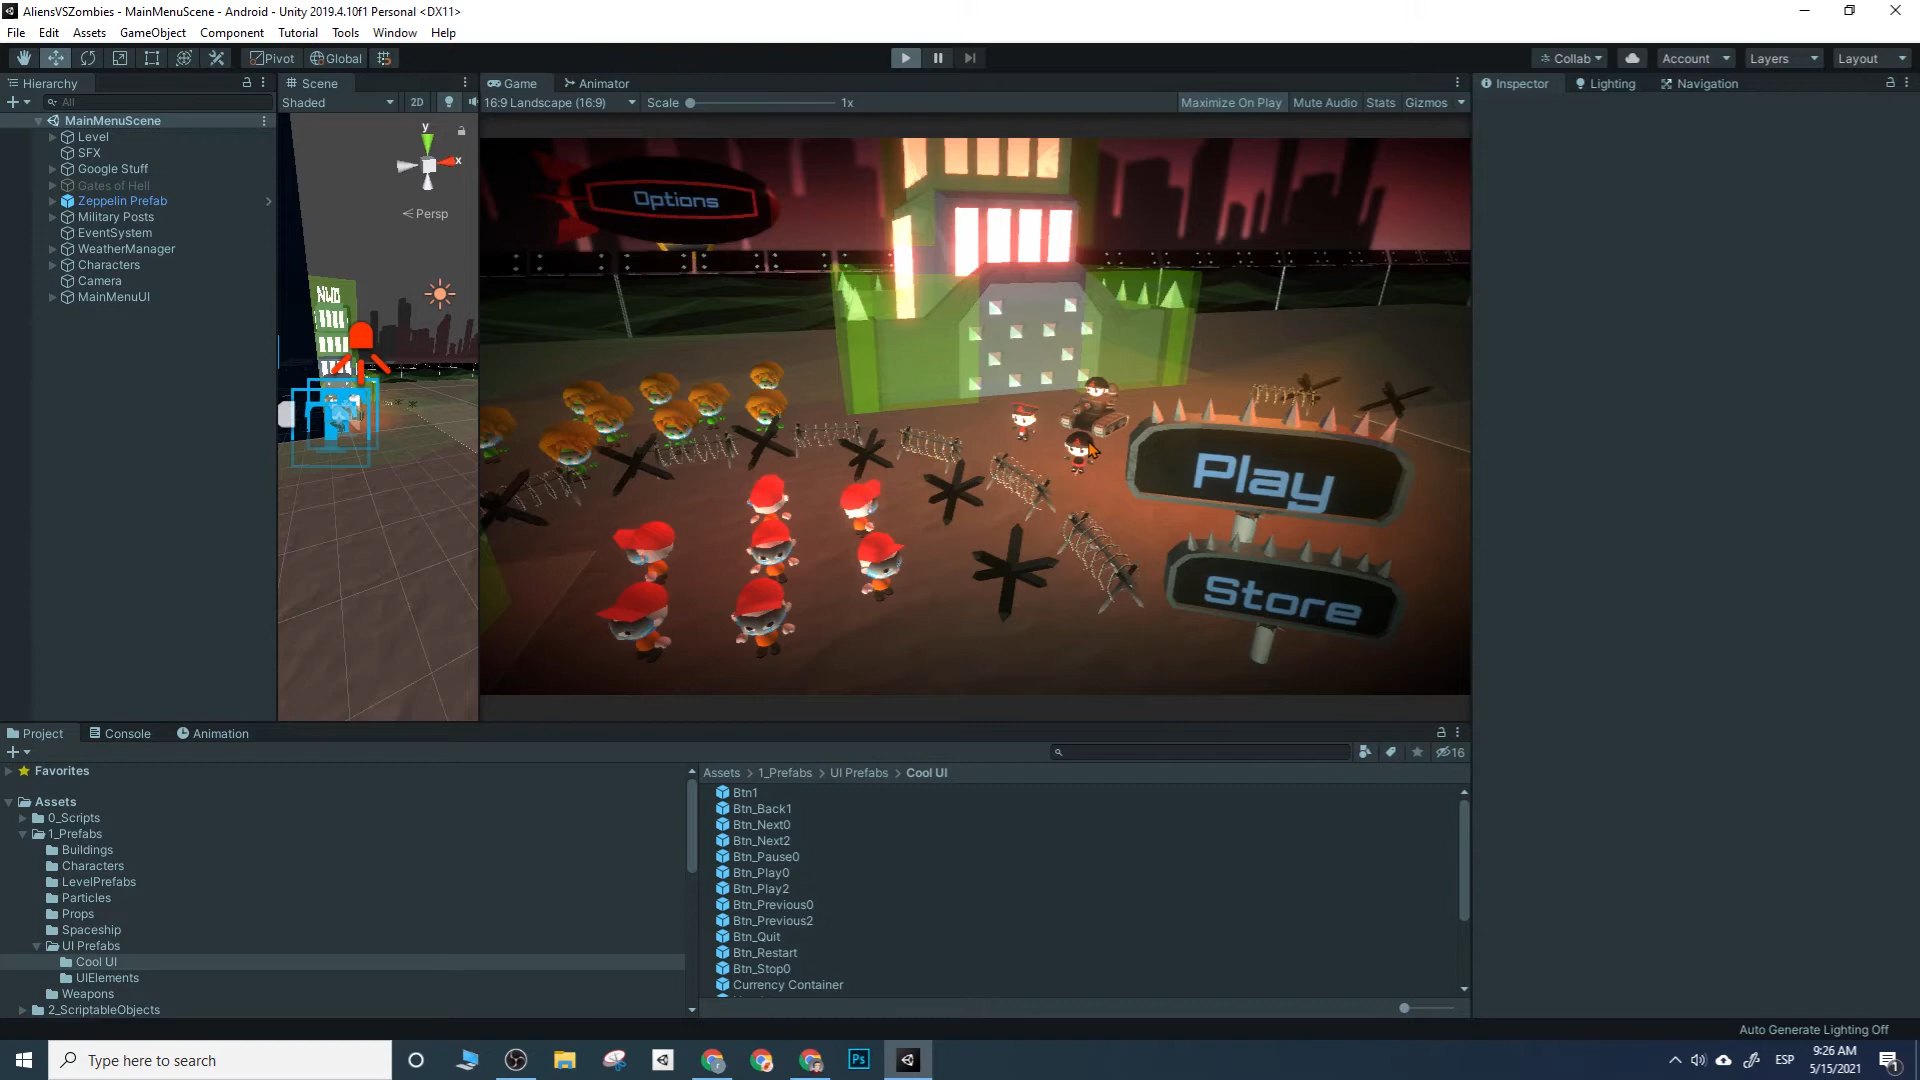 AliensVSZombies - MainMenuScene - Android - Unity 2019.4.10f1 Personal <DX11>
File Edit Assets GameObject Component Tutorial Tools Window Help
Pivot Global Collab Account Layers Layout
Hierarchy Scene Game Animator Inspector Lighting Navigation
All Shaded 2D 16:9 Landscape (16:9) Scale 1x Maximize On Play Mute Audio Stats Gizmos
MainMenuScene
Level
SFX
Google Stuff
Gates of Hell
Zeppelin Prefab
Military Posts
EventSystem
WeatherManager
Characters
Camera
MainMenuUI
y
x
Persp
NWO
Options
Play
Store
Project Console Animation
16
Favorites
Assets
0_Scripts
1_Prefabs
Buildings
Characters
LevelPrefabs
Particles
Props
Spaceship
UI Prefabs
Cool UI
UIElements
Weapons
2_ScriptableObjects
Assets > 1_Prefabs > UI Prefabs > Cool UI
Btn1
Btn_Back1
Btn_Next0
Btn_Next2
Btn_Pause0
Btn_Play0
Btn_Play2
Btn_Previous0
Btn_Previous2
Btn_Quit
Btn_Restart
Btn_Stop0
Currency Container
Auto Generate Lighting Off
Type here to search
Ps
ESP
9:26 AM
5/15/2021
1